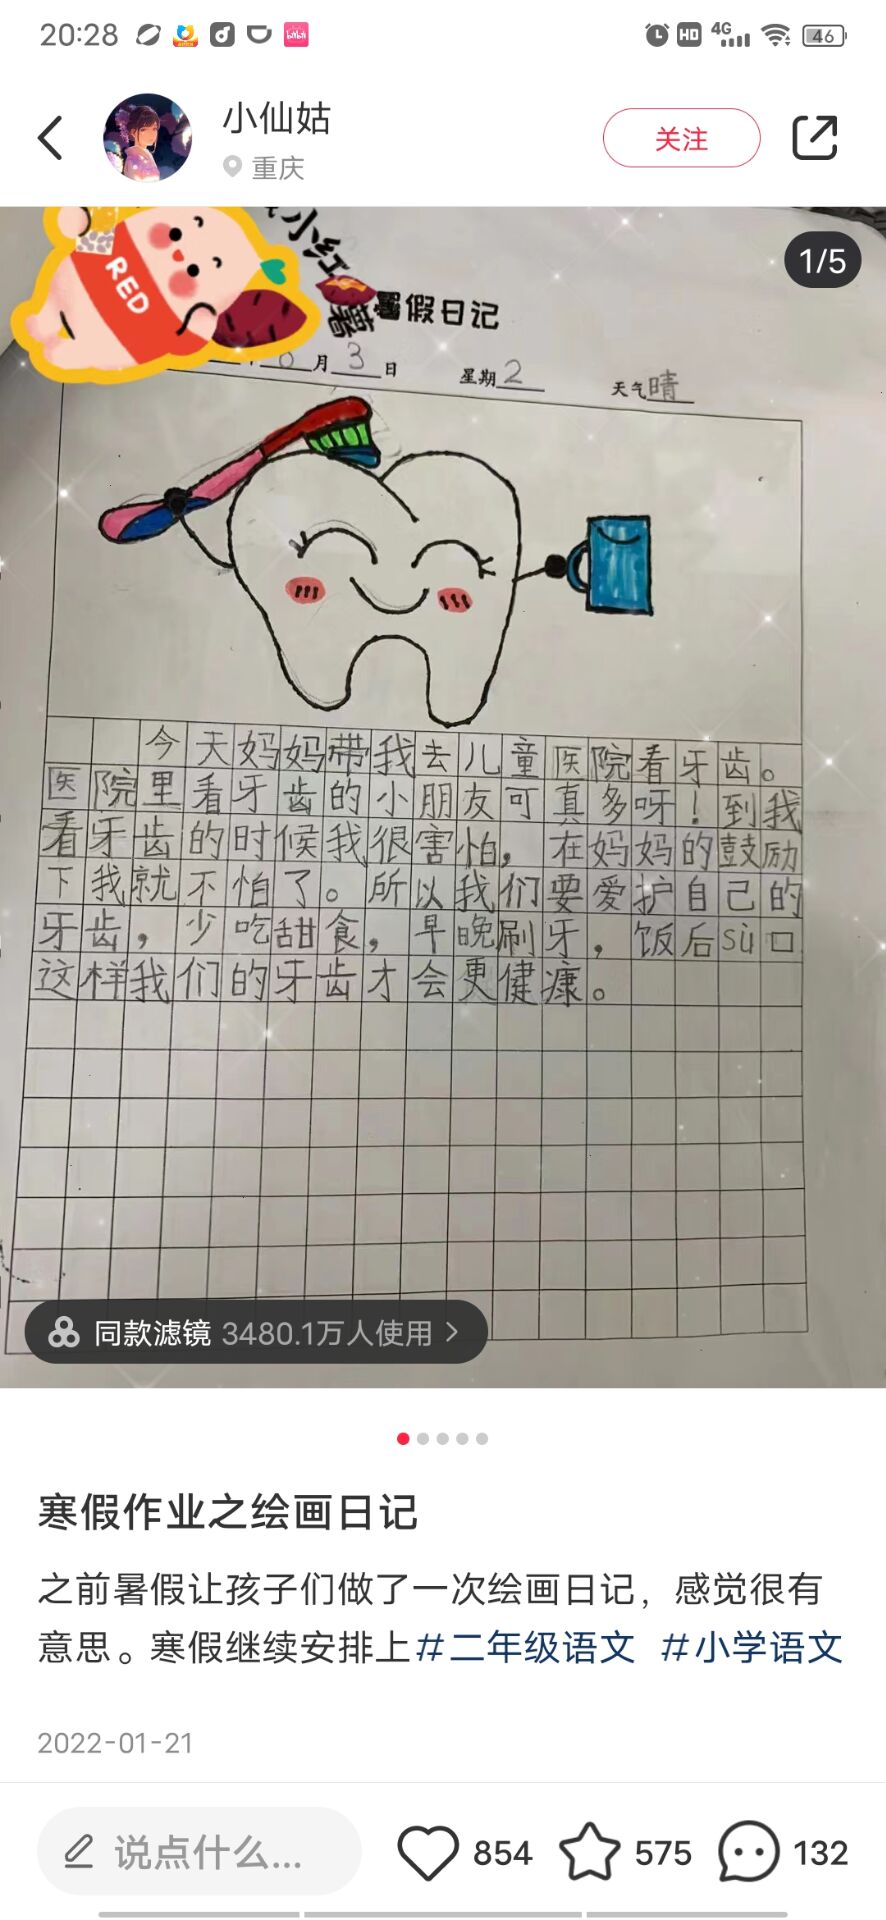 20:28
HD 4G 46
小仙姑
重庆
关注
1/5
RED
小红薯
暑假日记
月3日 星期2 天气晴
今天妈妈带我去儿童医院看牙齿。
医院里看牙齿的小朋友可真多呀！到我
看牙齿的时候我很害怕，在妈妈的鼓励
下我就不怕了。所以我们要爱护自己的
牙齿，少吃甜食，早晚刷牙，饭后sù口
这样我们的牙齿才会更健康。
同款滤镜 3480.1万人使用 >
寒假作业之绘画日记
之前暑假让孩子们做了一次绘画日记，感觉很有
意思。寒假继续安排上#二年级语文 #小学语文
2022-01-21
说点什么... 854 575 132